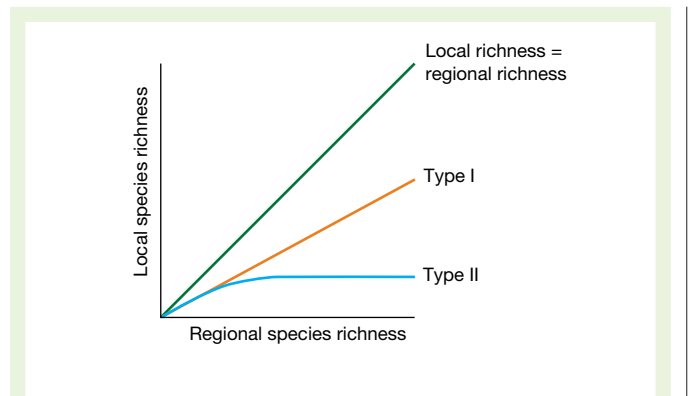 Local richness =
regional richness
Type I
Type II
Local species richness
Regional species richness